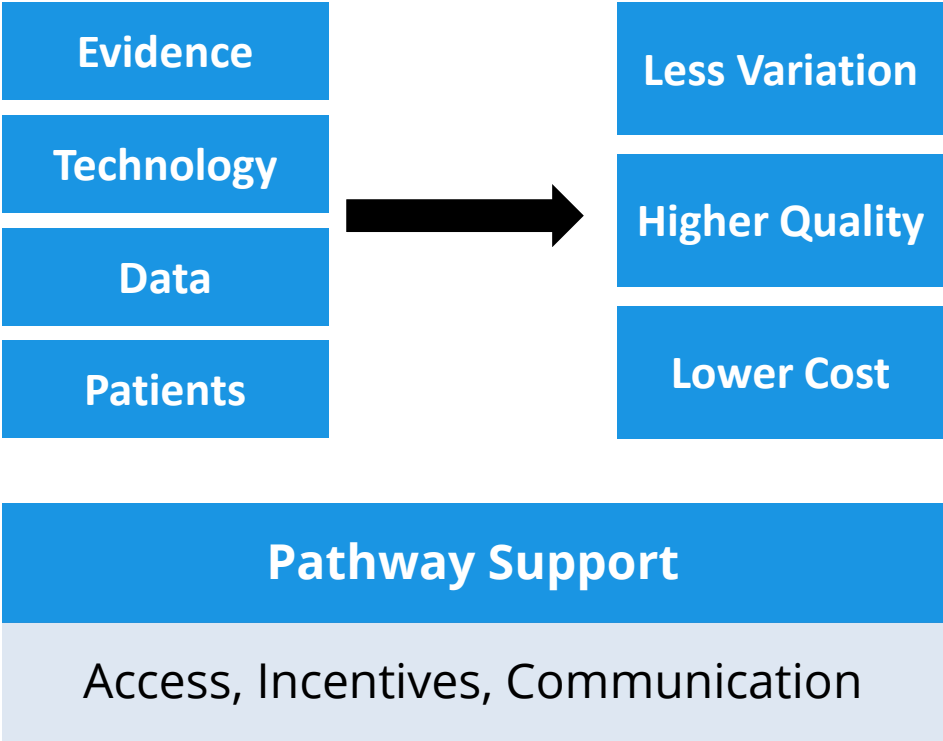 Evidence
Technology
Data
Patients
Less Variation
Higher Quality
Lower Cost
Pathway Support
Access, Incentives, Communication